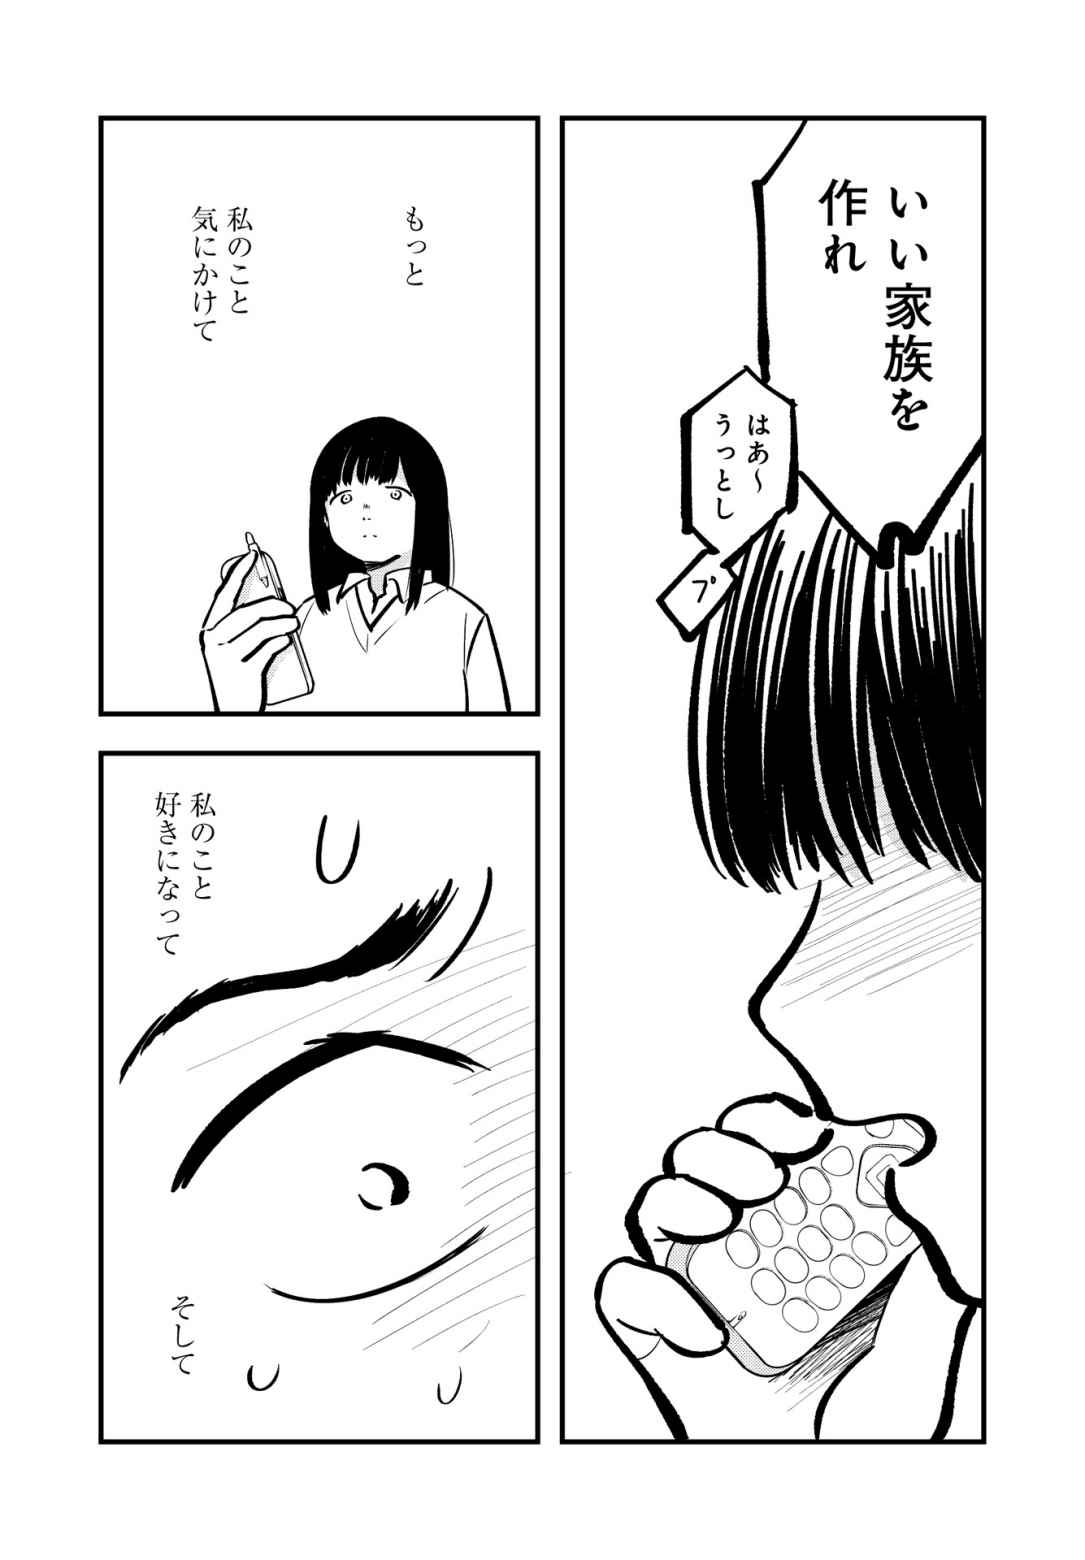 いい家族を
作れ
はあ～
うっとし
プ
もっと
私のこと
気にかけて
私のこと
好きになって
そして